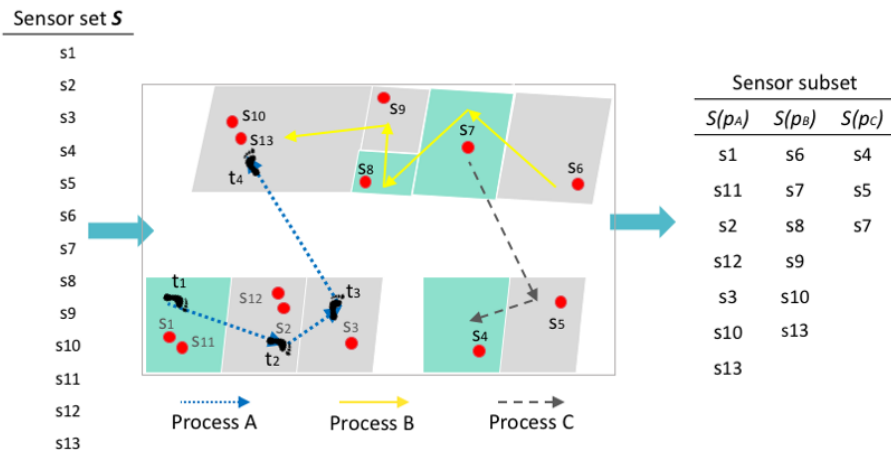 Sensor set S
s1
s2
s3
s4
s5
s6
s7
s8
s9
s10
s11
s12
s13
s10
s13
t4
s9
s8
s7
s6
t1
s1
s11
s12
s2
t2
t3
s3
s4
s5
Process A
Process B
Process C
Sensor subset
S(pA) S(pB) S(pC)
s1 s6 s4
s11 s7 s5
s2 s8 s7
s12 s9
s3 s10
s10 s13
s13